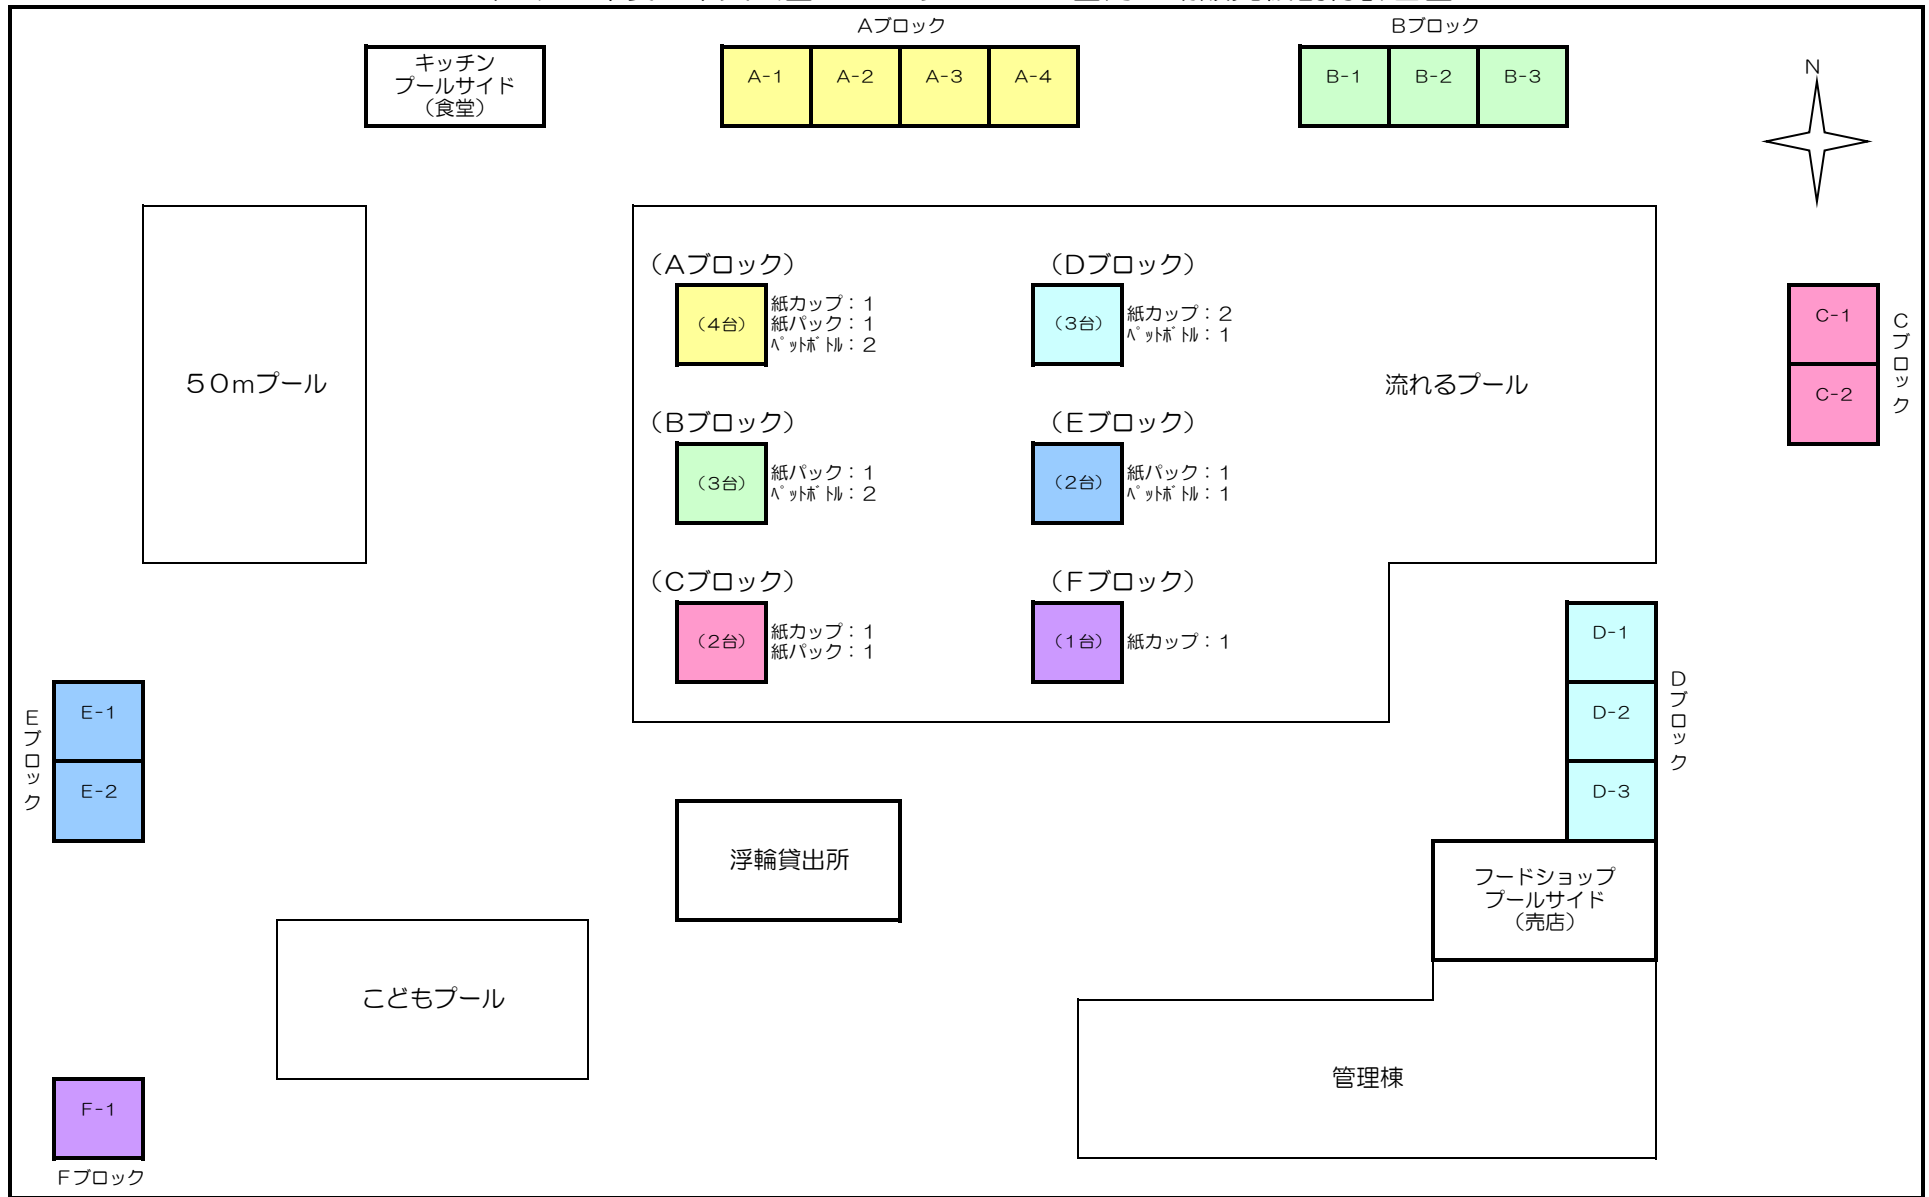 Aブロック
Bブロック
キッチン
プールサイド
（食堂）
A-1
A-2
A-3
A-4
B-1
B-2
B-3
N
（Aブロック）
（4台）
紙カップ：1
紙パック：1
ﾍﾟｯﾄﾎﾞﾄﾙ：2
（Dブロック）
（3台）
紙カップ：2
ﾍﾟｯﾄﾎﾞﾄﾙ：1
C-1
C-2
Cブロック
50mプール
流れるプール
（Bブロック）
（3台）
紙パック：1
ﾍﾟｯﾄﾎﾞﾄﾙ：2
（Eブロック）
（2台）
紙パック：1
ﾍﾟｯﾄﾎﾞﾄﾙ：1
（Cブロック）
（2台）
紙カップ：1
紙パック：1
（Fブロック）
（1台）
紙カップ：1
D-1
D-2
D-3
Dブロック
Eブロック
E-1
E-2
浮輪貸出所
フードショップ
プールサイド
（売店）
こどもプール
管理棟
F-1
Fブロック